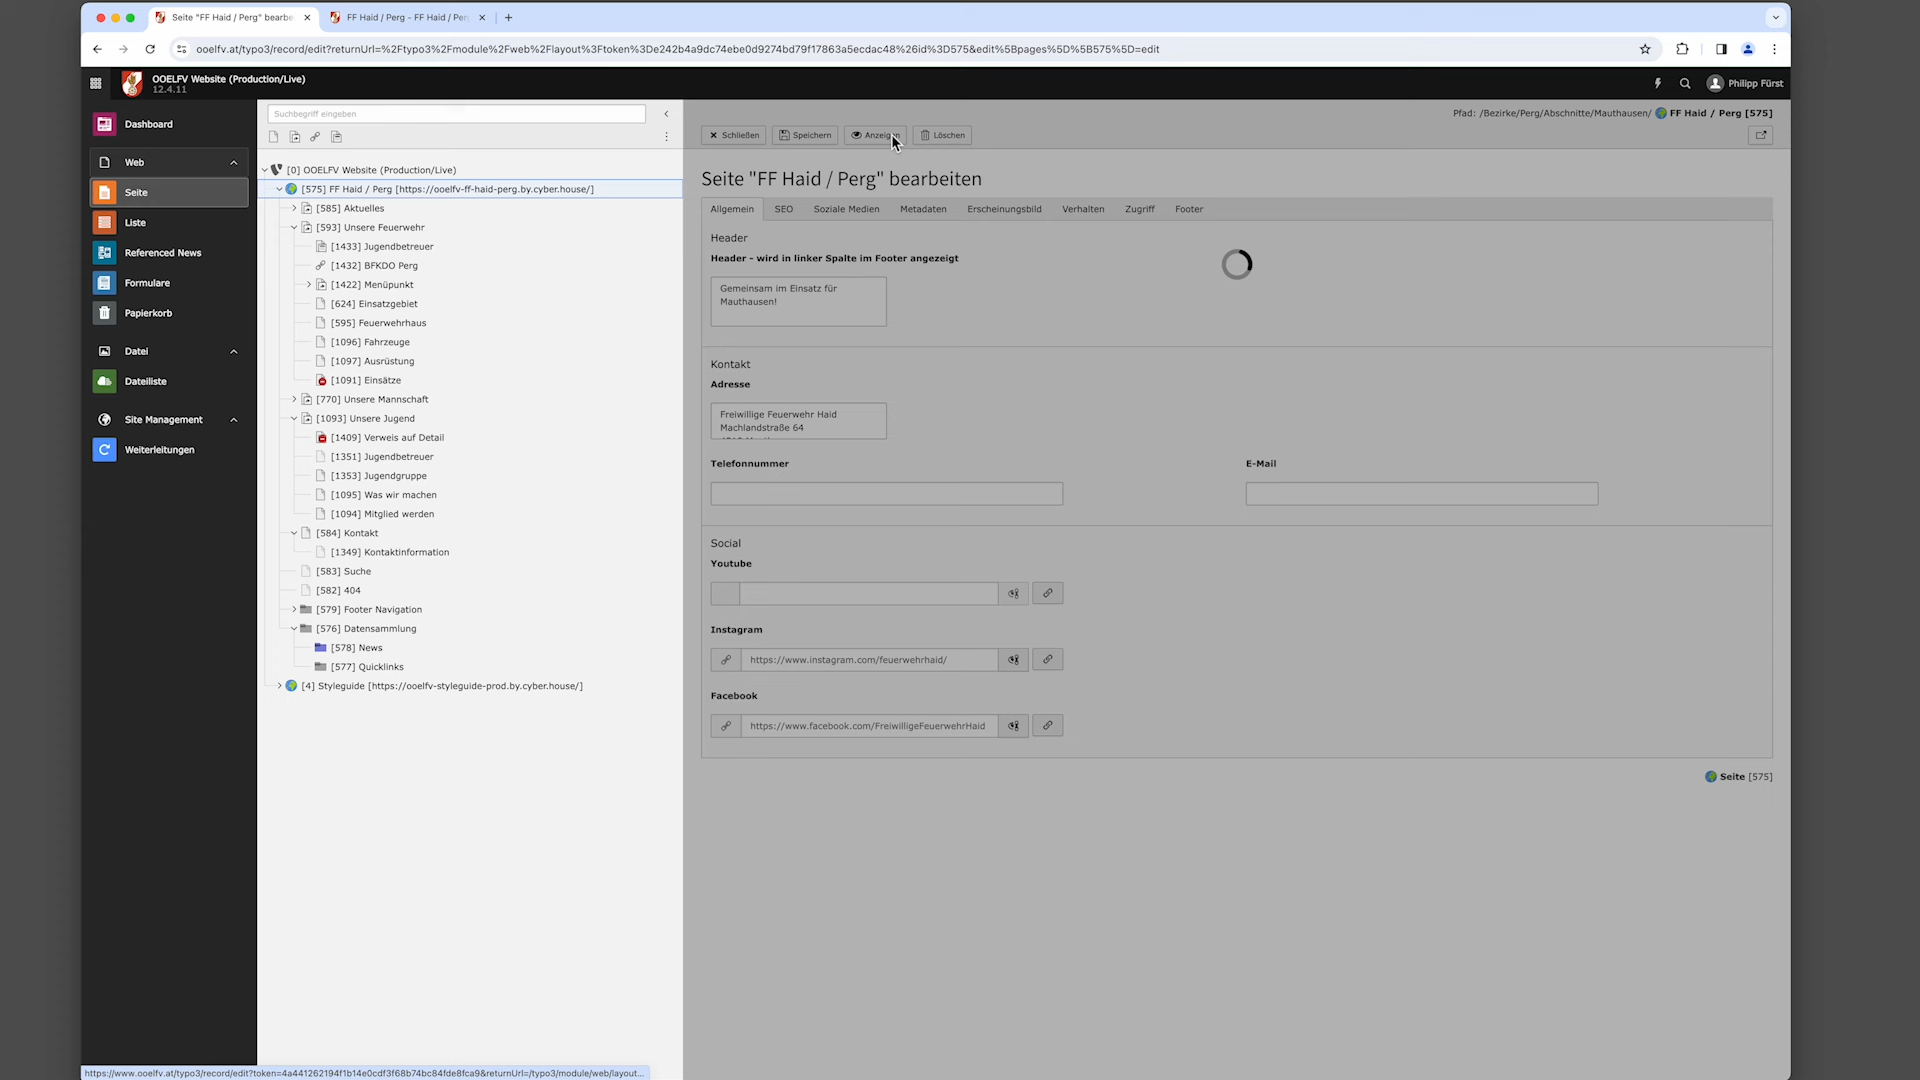 Seite "FF Haid / Perg" bearbe
FF Haid / Perg – FF Haid / Per
ooelfv.at/typo3/record/edit?returnUrl=%2Ftypo3%2Fmodule%2Fweb%2Flayout%3Ftoken%3De242b4a9dc74ebe0d9274bd79f17863a5ecdac48%26id%3D575&edit%5Bpages%5D%5B575%5D=edit
OOELFV Website (Production/Live)
12.4.11
Philipp Fürst
Dashboard
Web
Seite
Liste
Referenced News
Formulare
Papierkorb
Datei
Dateiliste
Site Management
Weiterleitungen
Suchbegriff eingeben
[0] OOELFV Website (Production/Live)
[575] FF Haid / Perg [https://ooelfv-ff-haid-perg.by.cyber.house/]
[585] Aktuelles
[593] Unsere Feuerwehr
[1433] Jugendbetreuer
[1432] BFKDO Perg
[1422] Menüpunkt
[624] Einsatzgebiet
[595] Feuerwehrhaus
[1096] Fahrzeuge
[1097] Ausrüstung
[1091] Einsätze
[770] Unsere Mannschaft
[1093] Unsere Jugend
[1409] Verweis auf Detail
[1351] Jugendbetreuer
[1353] Jugendgruppe
[1095] Was wir machen
[1094] Mitglied werden
[584] Kontakt
[1349] Kontaktinformation
[583] Suche
[582] 404
[579] Footer Navigation
[576] Datensammlung
[578] News
[577] Quicklinks
[4] Styleguide [https://ooelfv-styleguide-prod.by.cyber.house/]
Pfad: /Bezirke/Perg/Abschnitte/Mauthausen/ FF Haid / Perg [575]
Schließen Speichern Anzeigen Löschen
Seite "FF Haid / Perg" bearbeiten
Allgemein SEO Soziale Medien Metadaten Erscheinungsbild Verhalten Zugriff Footer
Header
Header - wird in linker Spalte im Footer angezeigt
Gemeinsam im Einsatz für
Mauthausen!
Kontakt
Adresse
Freiwillige Feuerwehr Haid
Machlandstraße 64
Telefonnummer E-Mail
Social
Youtube
Instagram
https://www.instagram.com/feuerwehrhaid/
Facebook
https://www.facebook.com/FreiwilligeFeuerwehrHaid
Seite [575]
https://www.ooelfv.at/typo3/record/edit?token=4a441262194f1b14e0cdf3f68b74bc84fde8fca9&returnUrl=/typo3/module/web/layout...